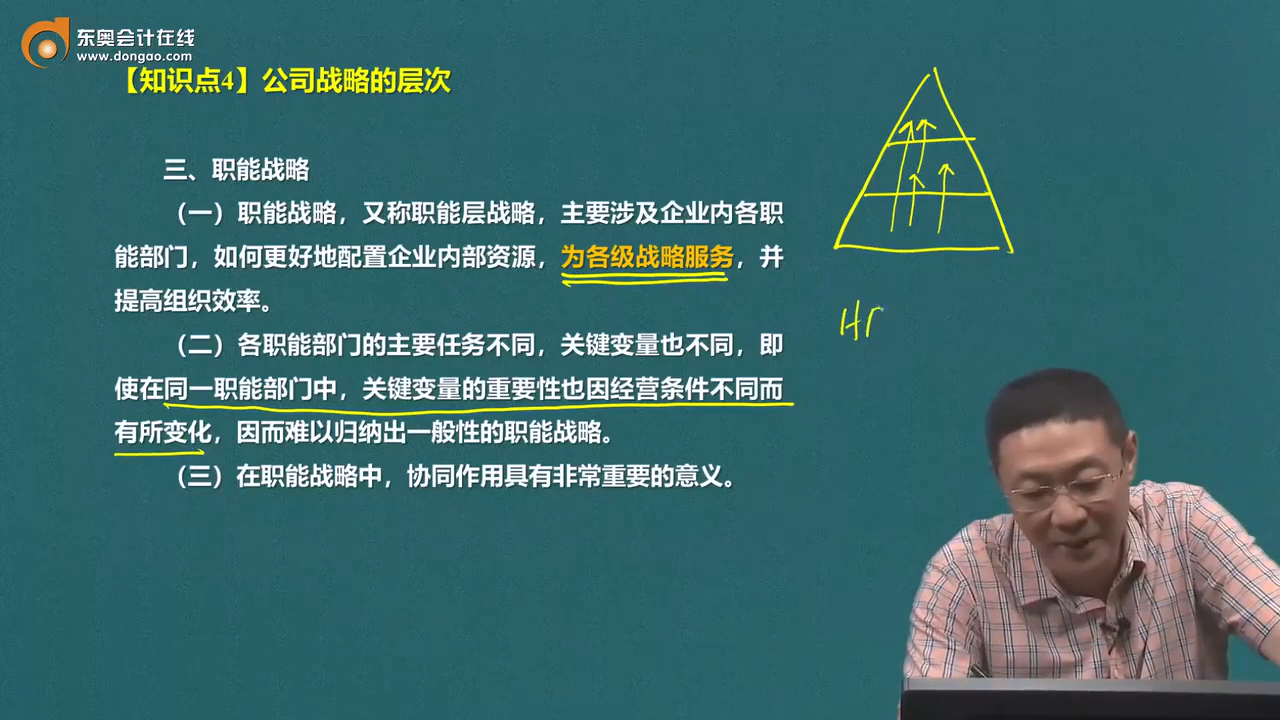 东奥会计在线
www.dongao.com
【知识点4】公司战略的层次
三、职能战略
（一）职能战略，又称职能层战略，主要涉及企业内各职
能部门，如何更好地配置企业内部资源，为各级战略服务，并
提高组织效率。
（二）各职能部门的主要任务不同，关键变量也不同，即
使在同一职能部门中，关键变量的重要性也因经营条件不同而
有所变化，因而难以归纳出一般性的职能战略。
（三）在职能战略中，协同作用具有非常重要的意义。